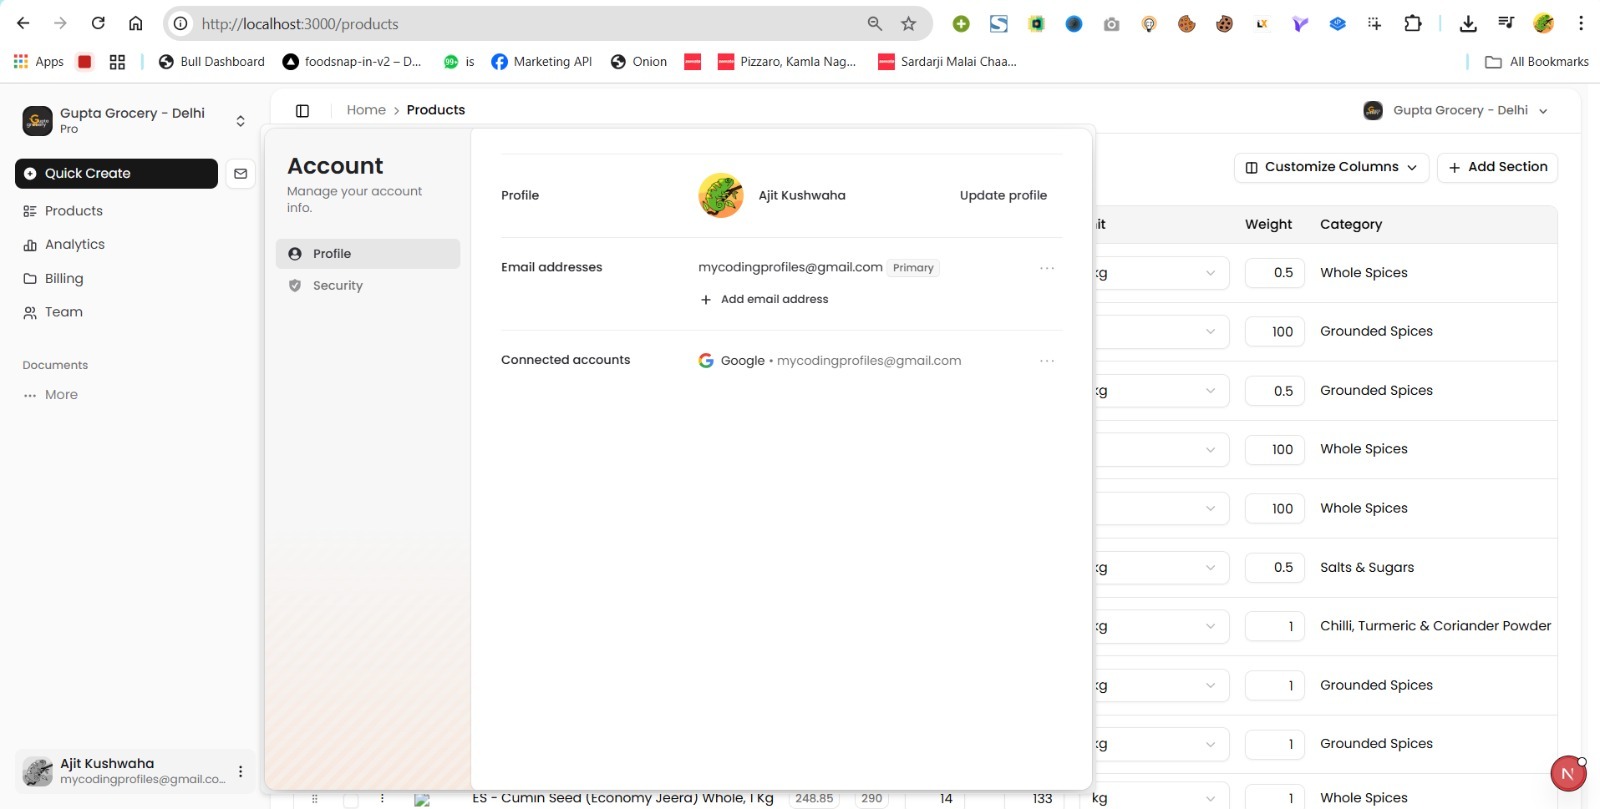 http://localhost:3000/products
Apps
Bull Dashboard
foodsnap-in-v2 – D...
99+
is
Marketing API
Onion
Pizzaro, Kamla Nag...
Sardarji Malai Chaa...
All Bookmarks
Gupta Grocery - Delhi
Pro
Home > Products
Gupta Grocery - Delhi
Quick Create
Customize Columns
+ Add Section
Products
Analytics
Billing
Team
Documents
... More
Account
Manage your account
info.
Profile
Security
Profile
Ajit Kushwaha
Update profile
Email addresses
mycodingprofiles@gmail.com Primary
+ Add email address
Connected accounts
Google • mycodingprofiles@gmail.com
Weight Category
kg 0.5 Whole Spices
100 Grounded Spices
kg 0.5 Grounded Spices
100 Whole Spices
100 Whole Spices
kg 0.5 Salts & Sugars
kg 1 Chilli, Turmeric & Coriander Powder
kg 1 Grounded Spices
kg 1 Grounded Spices
ES - Cumin Seed (Economy Jeera) Whole, 1 Kg 248.85 290 14 133 kg 1 Whole Spices
Ajit Kushwaha
mycodingprofiles@gmail.co...
N